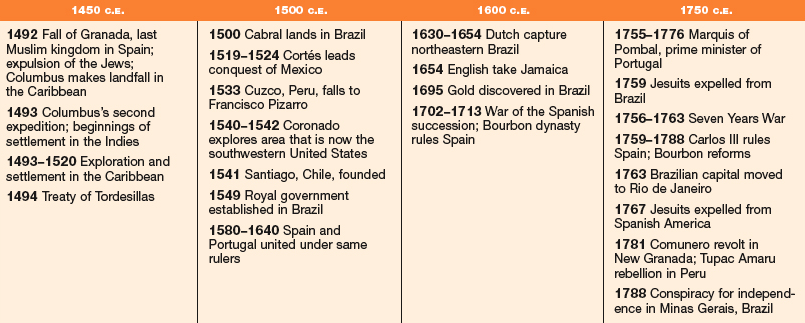 1450 C.E.
1492 Fall of Granada, last
Muslim kingdom in Spain;
expulsion of the Jews;
Columbus makes landfall in
the Caribbean
1493 Columbus's second
expedition; beginnings of
settlement in the Indies
1493–1520 Exploration and
settlement in the Caribbean
1494 Treaty of Tordesillas
1500 C.E.
1500 Cabral lands in Brazil
1519–1524 Cortés leads
conquest of Mexico
1533 Cuzco, Peru, falls to
Francisco Pizarro
1540–1542 Coronado
explores area that is now the
southwestern United States
1541 Santiago, Chile, founded
1549 Royal government
established in Brazil
1580–1640 Spain and
Portugal united under same
rulers
1600 C.E.
1630–1654 Dutch capture
northeastern Brazil
1654 English take Jamaica
1695 Gold discovered in Brazil
1702–1713 War of the Spanish
succession; Bourbon dynasty
rules Spain
1750 C.E.
1755–1776 Marquis of
Pombal, prime minister of
Portugal
1759 Jesuits expelled from
Brazil
1756–1763 Seven Years War
1759–1788 Carlos III rules
Spain; Bourbon reforms
1763 Brazilian capital moved
to Rio de Janeiro
1767 Jesuits expelled from
Spanish America
1781 Comunero revolt in
New Granada; Tupac Amaru
rebellion in Peru
1788 Conspiracy for independ-
ence in Minas Gerais, Brazil